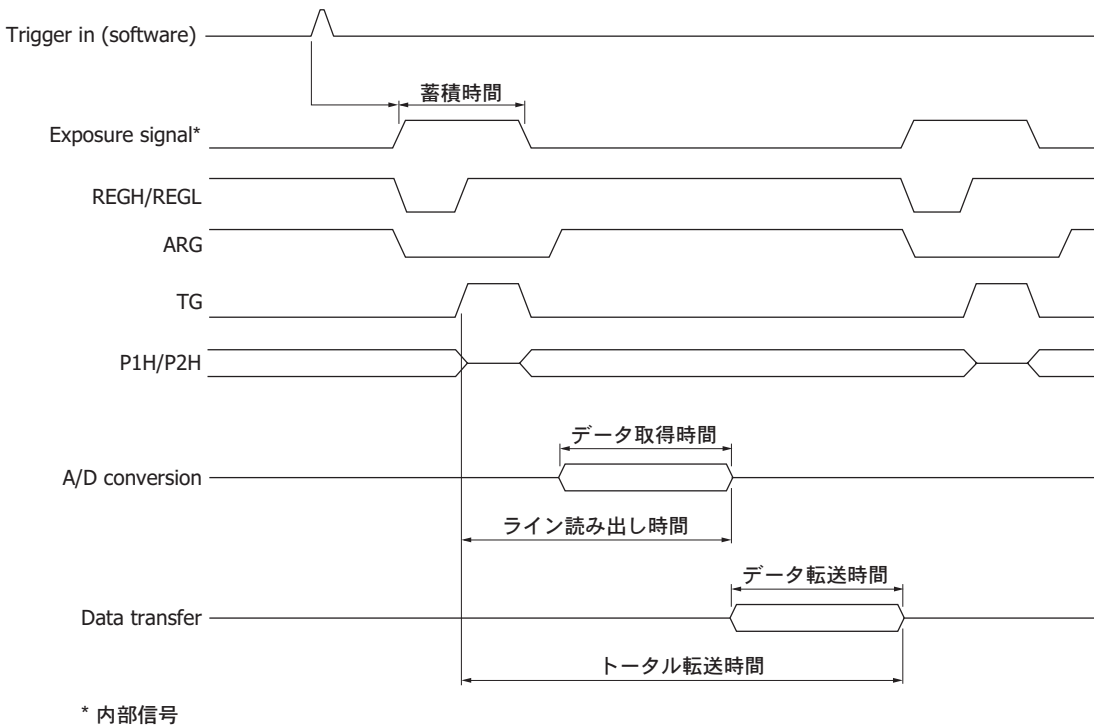 Trigger in (software)
蓄積時間
Exposure signal*
REGH/REGL
ARG
TG
P1H/P2H
データ取得時間
A/D conversion
ライン読み出し時間
データ転送時間
Data transfer
トータル転送時間
* 内部信号